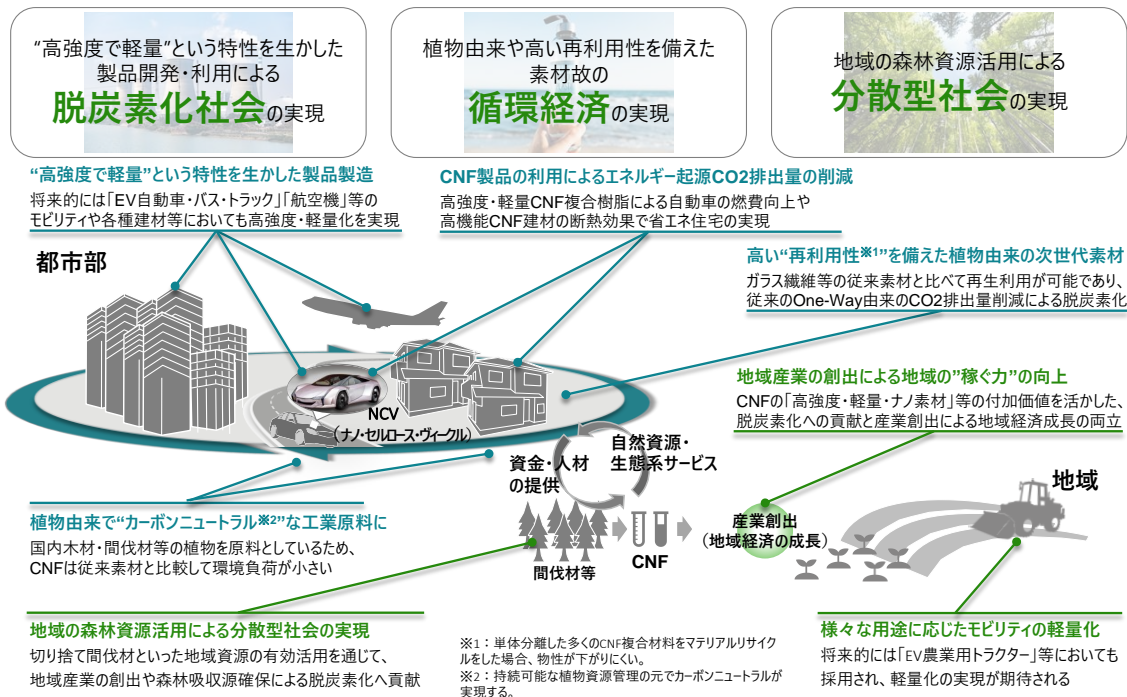 “高強度で軽量”という特性を生かした
製品開発・利用による
脱炭素化社会の実現
植物由来や高い再利用性を備えた
素材故の
循環経済の実現
地域の森林資源活用による
分散型社会の実現
“高強度で軽量”という特性を生かした製品製造
将来的には「EV自動車・バス・トラック」「航空機」等の
モビリティや各種建材等においても高強度・軽量化を実現
CNF製品の利用によるエネルギー起源CO2排出量の削減
高強度・軽量CNF複合樹脂による自動車の燃費向上や
高機能CNF建材の断熱効果で省エネ住宅の実現
高い“再利用性※1”を備えた植物由来の次世代素材
ガラス繊維等の従来素材と比べて再生利用が可能であり、
従来のOne-Way由来のCO2排出量削減による脱炭素化
都市部
NCV
（ナノ・セルロース・ヴィークル）
地域産業の創出による地域の”稼ぐ力”の向上
CNFの「高強度・軽量・ナノ素材」等の付加価値を活かした、
脱炭素化への貢献と産業創出による地域経済成長の両立
資金・人材
の提供
自然資源・
生態系サービス
地域
植物由来で“カーボンニュートラル※2”な工業原料に
国内木材・間伐材等の植物を原料としているため、
CNFは従来素材と比較して環境負荷が小さい
間伐材等
CNF
産業創出
（地域経済の成長）
地域の森林資源活用による分散型社会の実現
切り捨て間伐材といった地域資源の有効活用を通じて、
地域産業の創出や森林吸収源確保による脱炭素化へ貢献
※1：単体分離した多くのCNF複合材料をマテリアルリサイク
ルをした場合、物性が下がりにくい。
※2：持続可能な植物資源管理の元でカーボンニュートラルが
実現する。
様々な用途に応じたモビリティの軽量化
将来的には「EV農業用トラクター」等においても
採用され、軽量化の実現が期待される